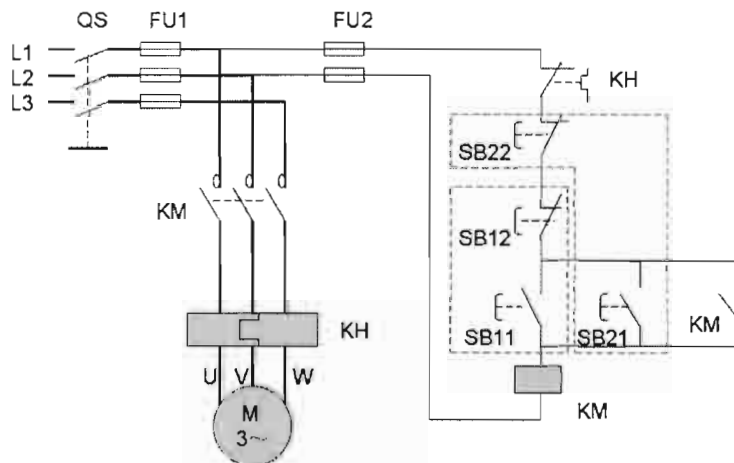 QS FU1 FU2
L1
L2
L3
KH
SB22
KM
SB12
KH
SB11 SB21 KM
U V W
KM
M
3~